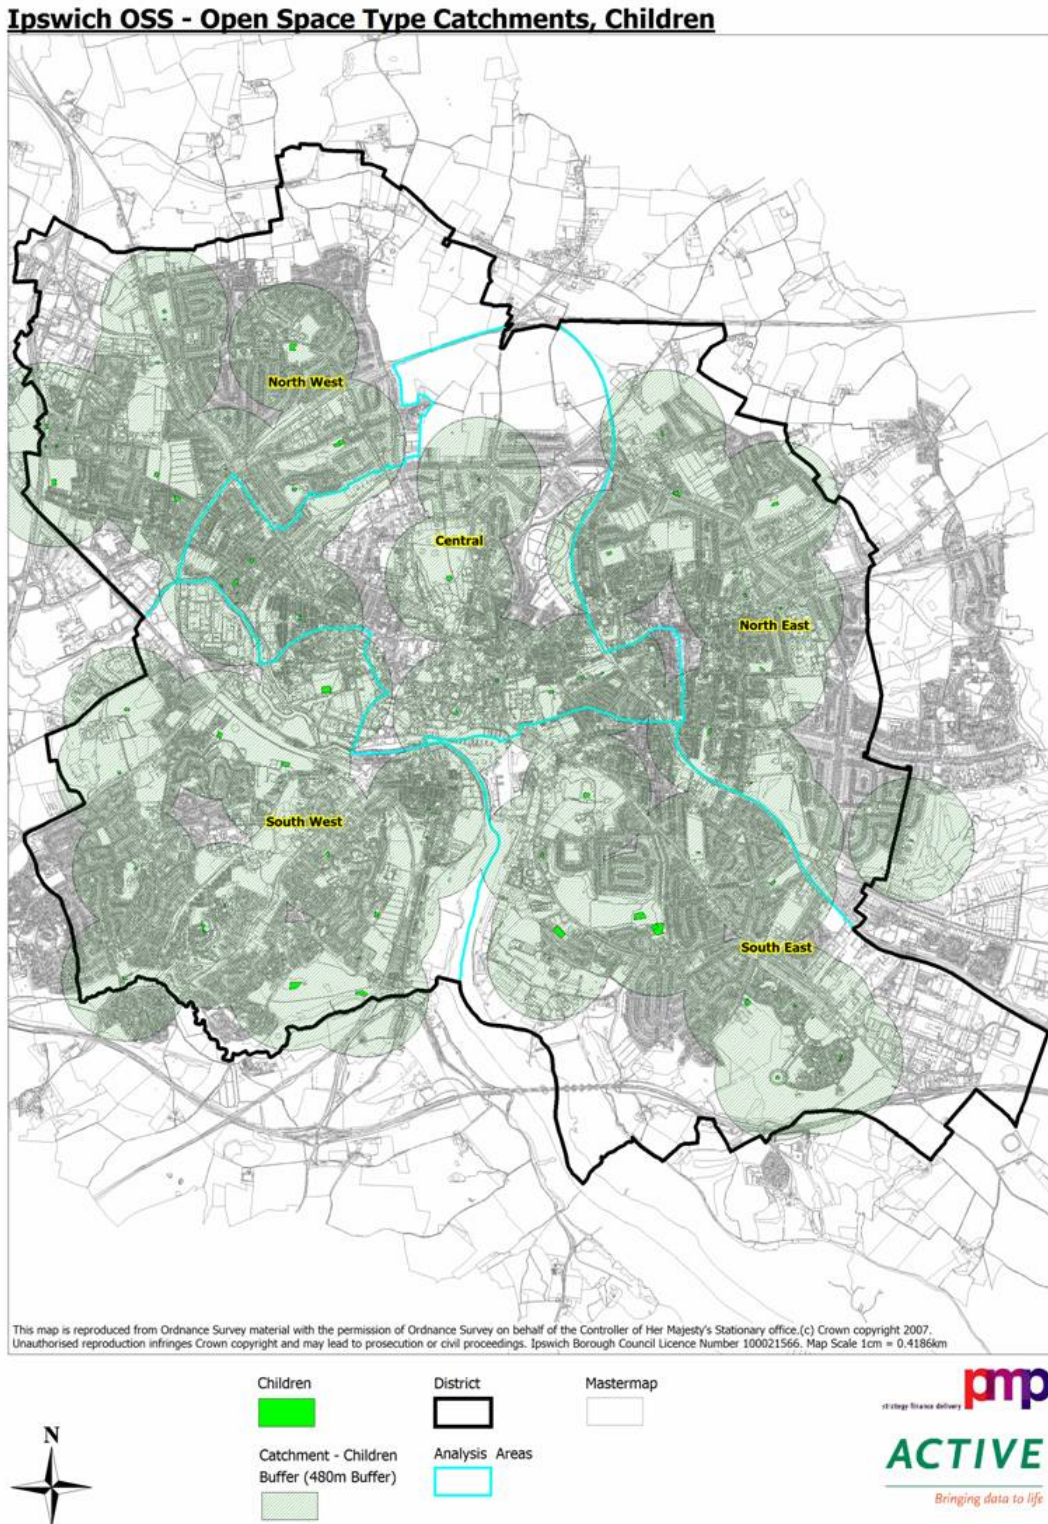 Ipswich OSS - Open Space Type Catchments, Children
North West
Central
North East
South West
South East
This map is reproduced from Ordnance Survey material with the permission of Ordnance Survey on behalf of the Controller of Her Majesty's Stationary office.(c) Crown copyright 2007.
Unauthorised reproduction infringes Crown copyright and may lead to prosecution or civil proceedings. Ipswich Borough Council Licence Number 100021566. Map Scale 1cm = 0.4186km
Children
District
Mastermap
Catchment - Children
Buffer (480m Buffer)
Analysis Areas
N
strategy finance delivery
pmp
ACTIVE
Bringing data to life